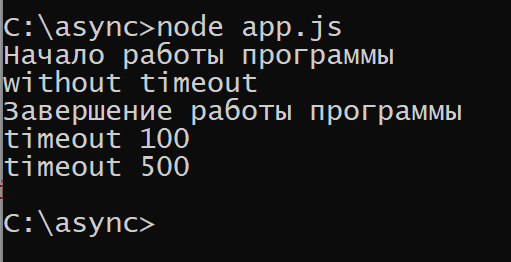 C:\async>node app.js
Начало работы программы
without timeout
Завершение работы программы
timeout 100
timeout 500
C:\async>